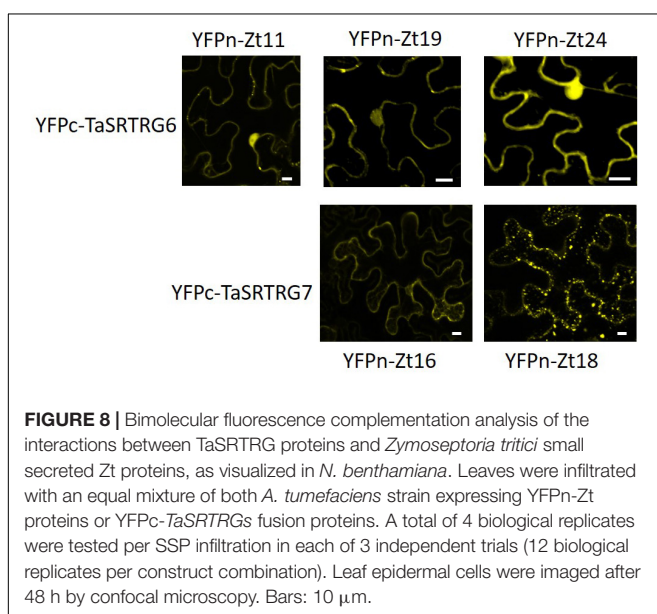 YFPn-Zt11 YFPn-Zt19 YFPn-Zt24
YFPc-TaSRTRG6
YFPc-TaSRTRG7
YFPn-Zt16 YFPn-Zt18
FIGURE 8 | Bimolecular fluorescence complementation analysis of the
interactions between TaSRTRG proteins and Zymoseptoria tritici small
secreted Zt proteins, as visualized in N. benthamiana. Leaves were infiltrated
with an equal mixture of both A. tumefaciens strain expressing YFPn-Zt
proteins or YFPc-TaSRTRGs fusion proteins. A total of 4 biological replicates
were tested per SSP infiltration in each of 3 independent trials (12 biological
replicates per construct combination). Leaf epidermal cells were imaged after
48 h by confocal microscopy. Bars: 10 μm.